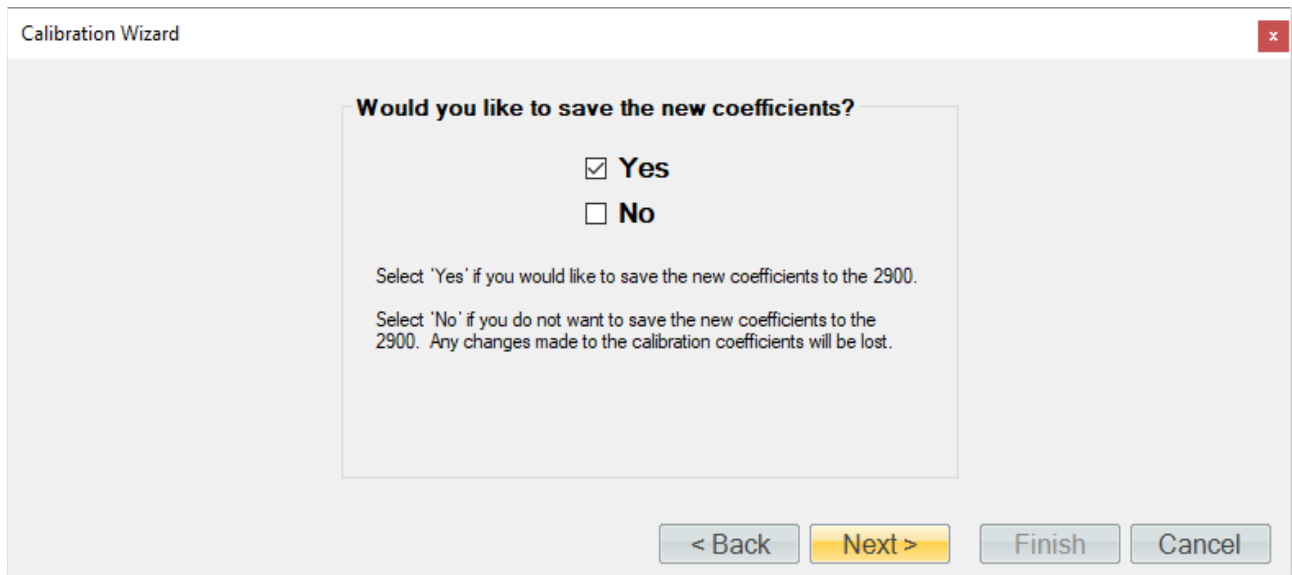 Calibration Wizard
x
Would you like to save the new coefficients?
Yes
No
Select 'Yes' if you would like to save the new coefficients to the 2900.
Select 'No' if you do not want to save the new coefficients to the
2900.  Any changes made to the calibration coefficients will be lost.
< Back Next > Finish Cancel